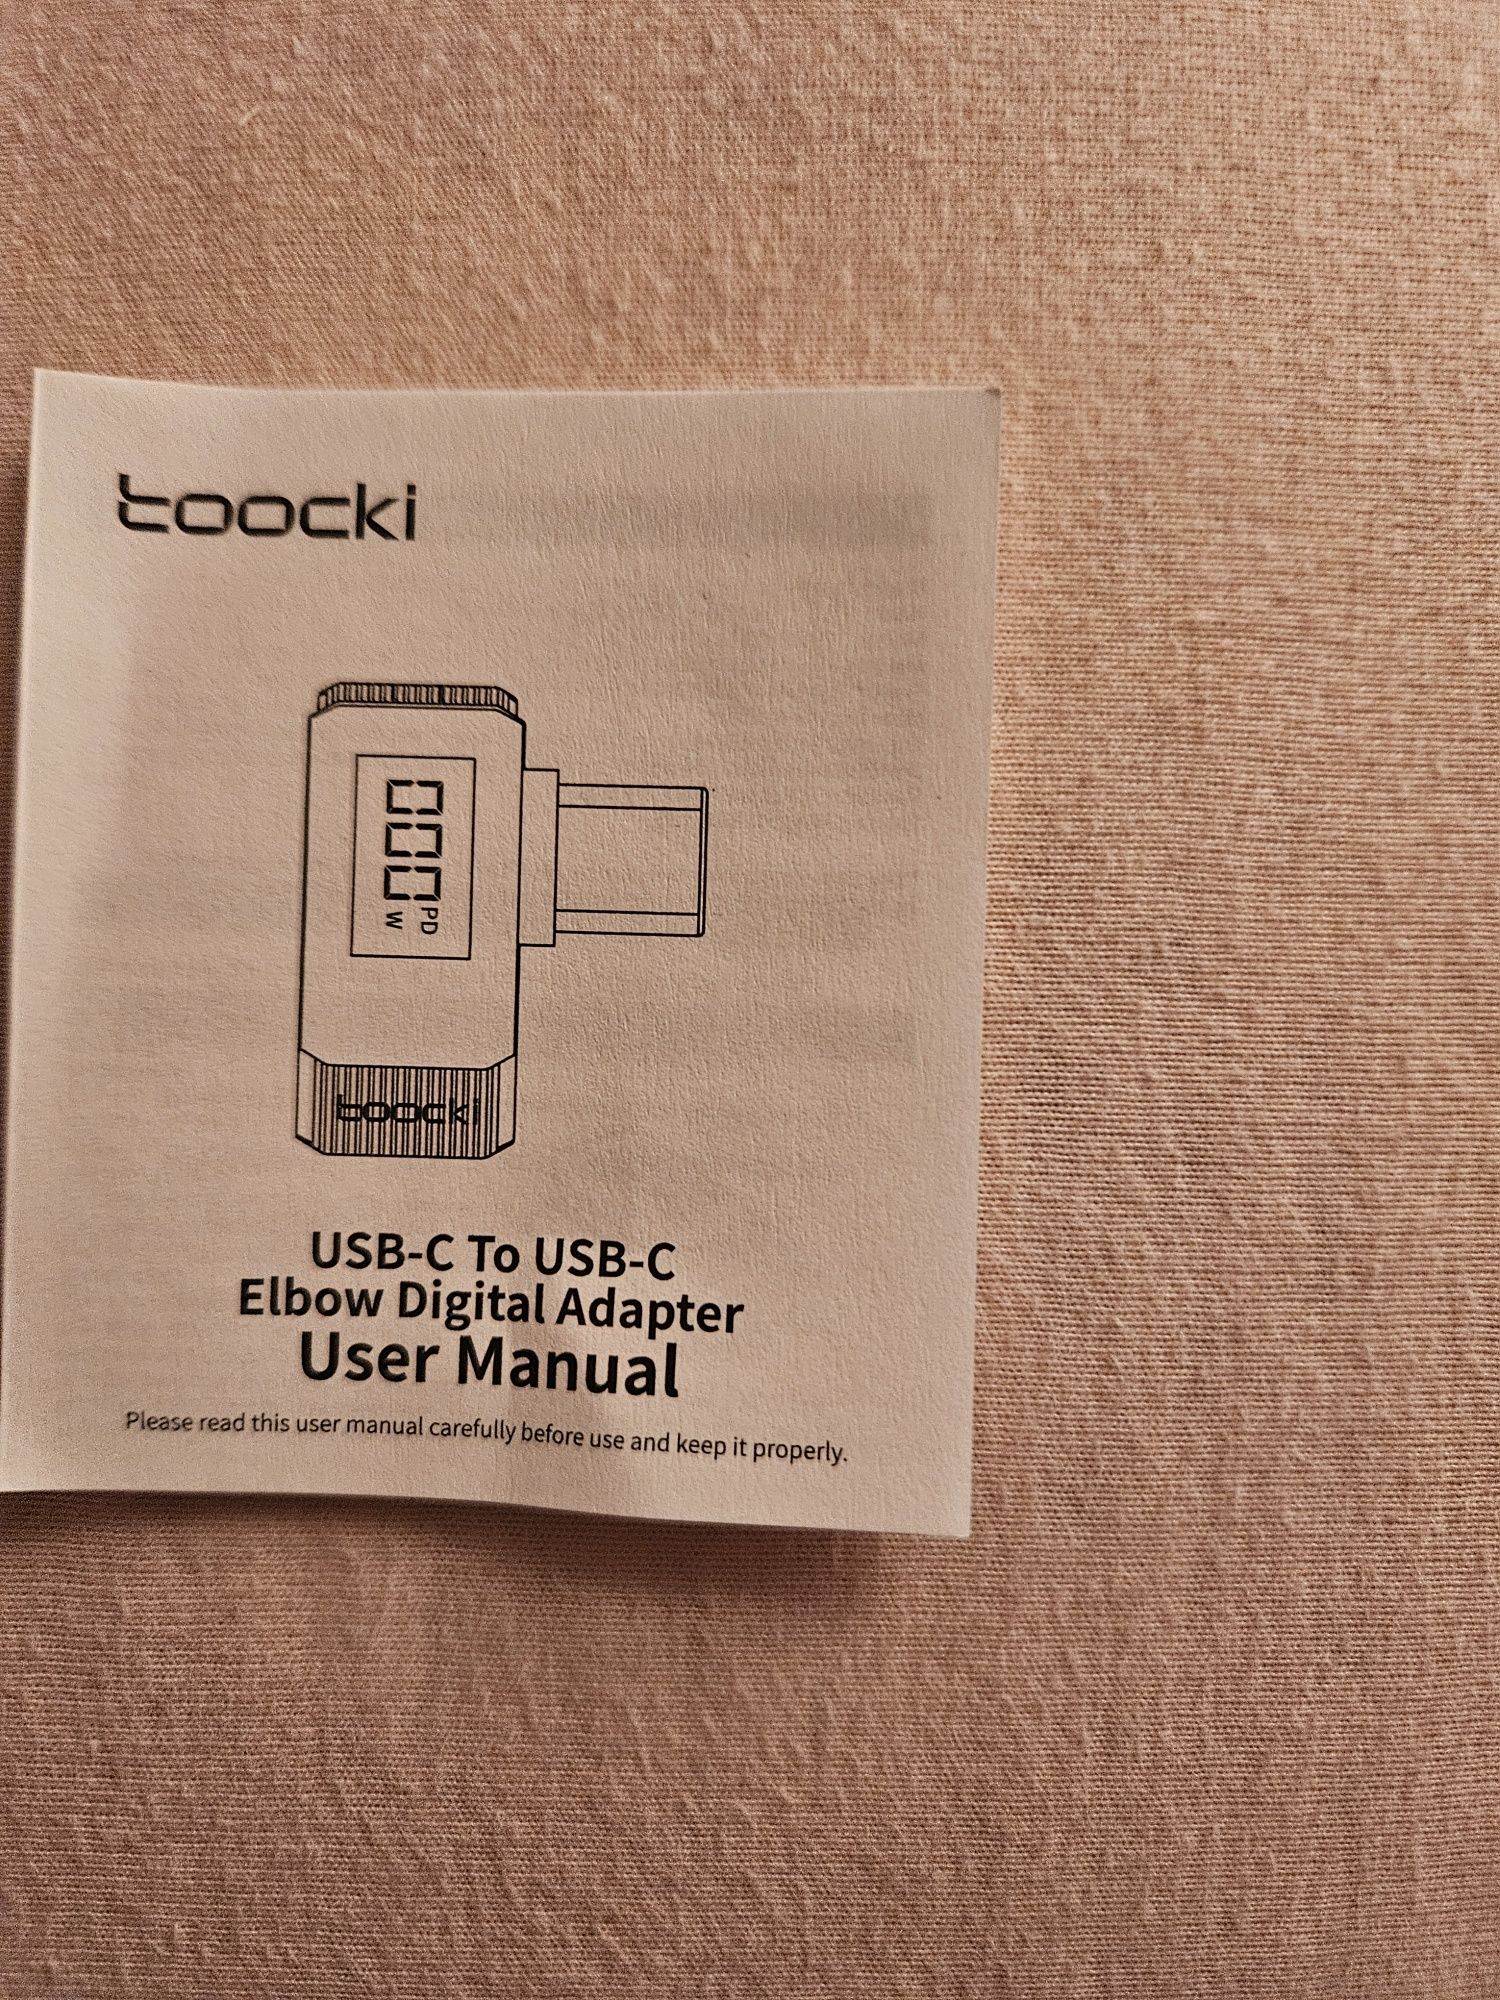 toocki
000
PD
W
toocki
USB-C To USB-C
Elbow Digital Adapter
User Manual
Please read this user manual carefully before use and keep it properly.